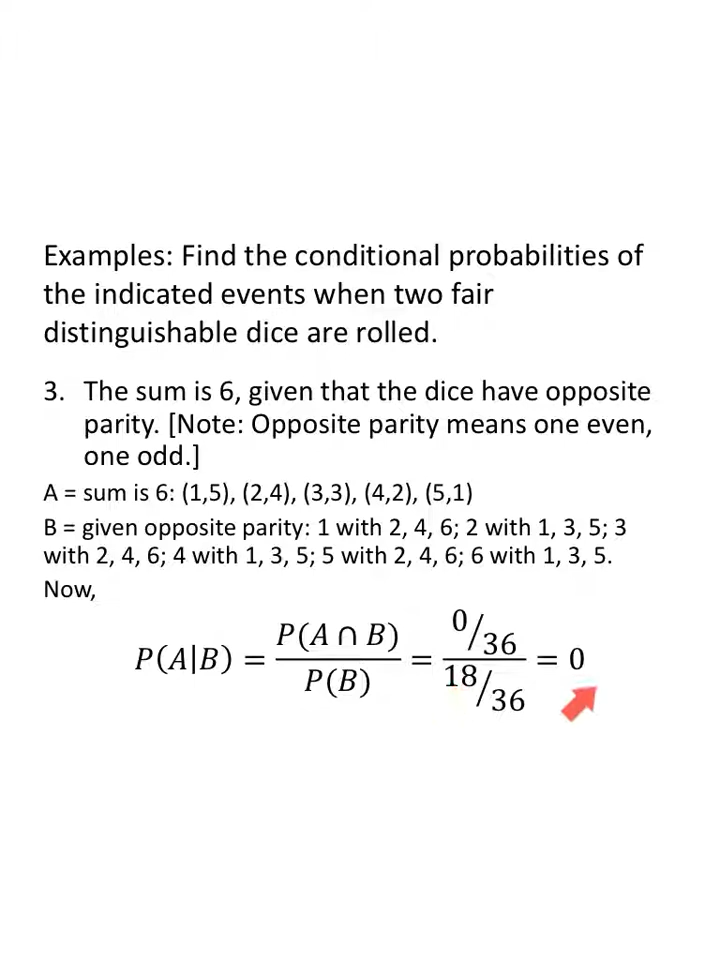 Examples: Find the conditional probabilities of
the indicated events when two fair
distinguishable dice are rolled.
3. The sum is 6, given that the dice have opposite
parity. [Note: Opposite parity means one even,
one odd.]
A = sum is 6: (1,5), (2,4), (3,3), (4,2), (5,1)
B = given opposite parity: 1 with 2, 4, 6; 2 with 1, 3, 5; 3
with 2, 4, 6; 4 with 1, 3, 5; 5 with 2, 4, 6; 6 with 1, 3, 5.
Now,
P(A|B) = P(A ∩ B) / P(B) = (0/36) / (18/36) = 0